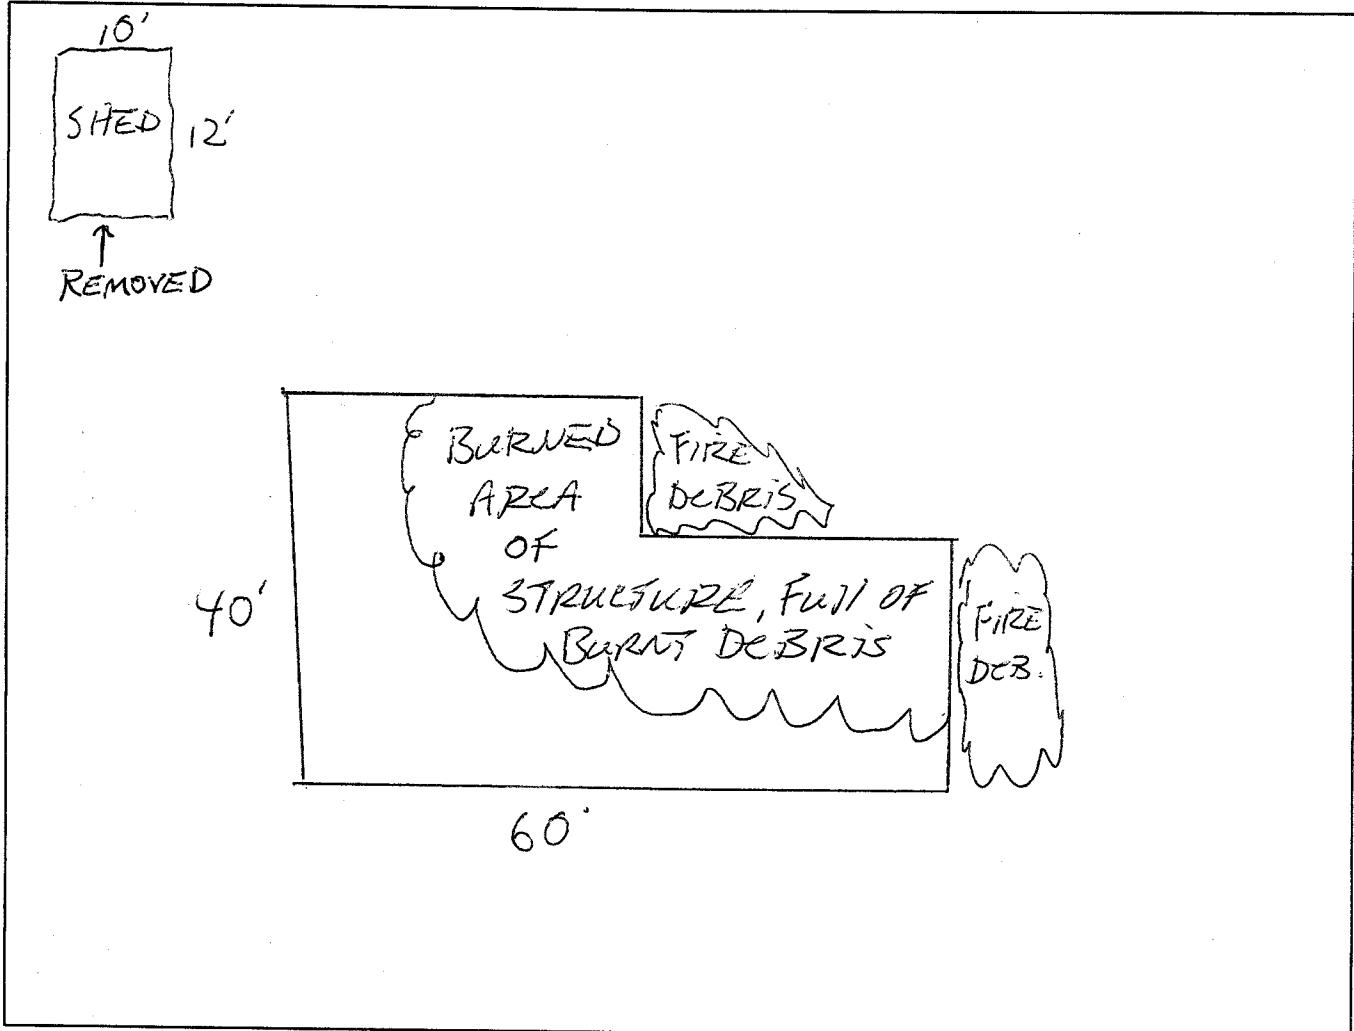 10'
SHED
12'
REMOVED
BURNED
AREA
OF
STRUCTURE, FUll OF
BURNT DEBRIS
FIRE
DEBRIS
FIRE
DEB.
40'
60'